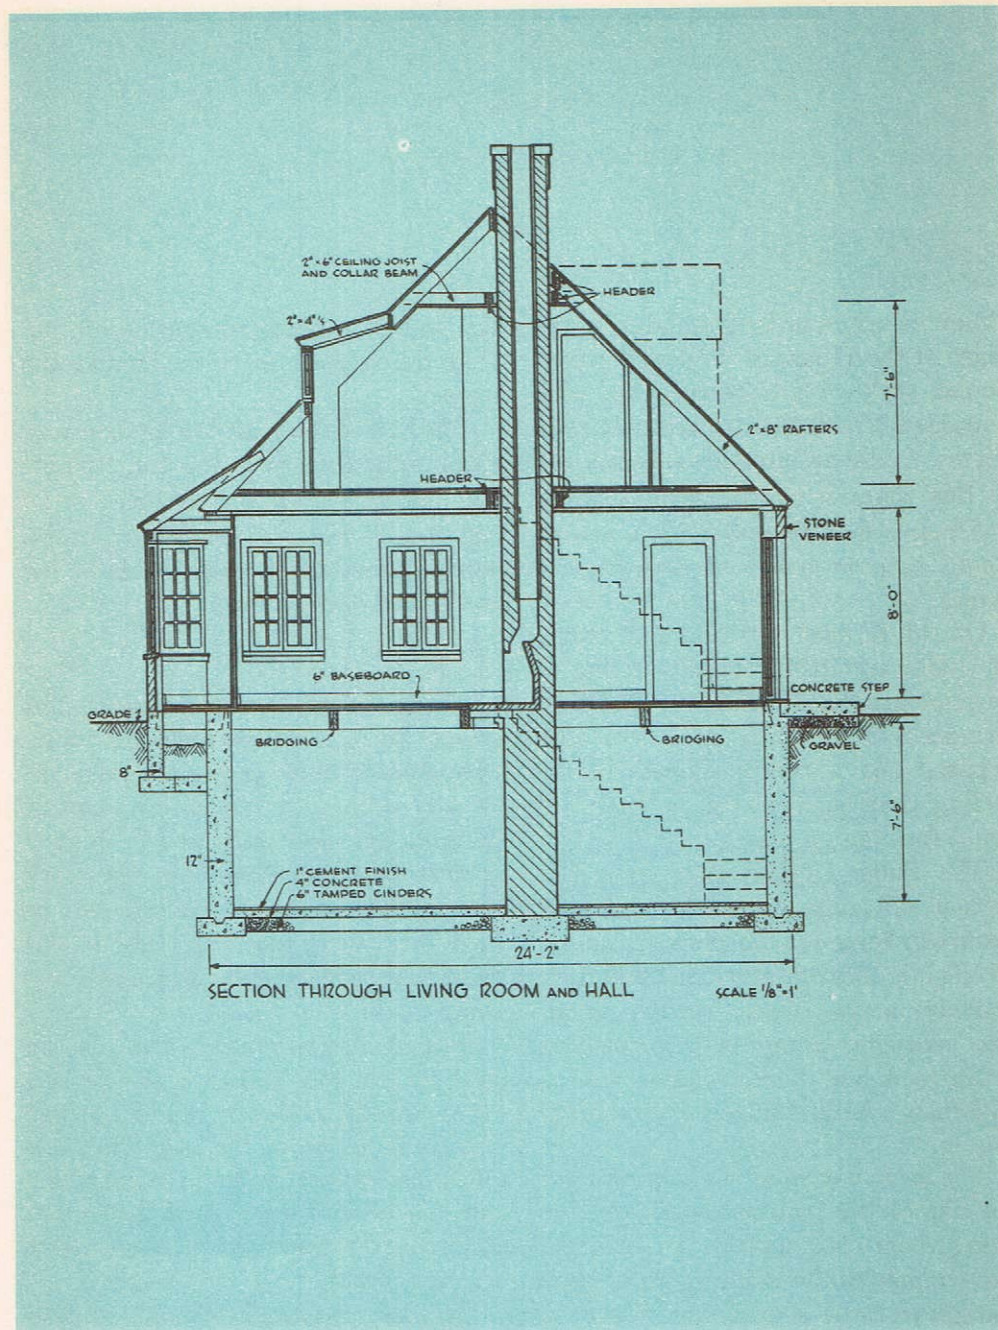 2"×6" CEILING JOIST
AND COLLAR BEAM
HEADER
2"×4"'S
7'-6"
2"×8" RAFTERS
HEADER
STONE
VENEER
8'-0"
6" BASEBOARD
CONCRETE STEP
GRADE
BRIDGING
BRIDGING
GRAVEL
8"
7'-6"
12"
1" CEMENT FINISH
4" CONCRETE
6" TAMPED CINDERS
24'-2"
SECTION THROUGH LIVING ROOM AND HALL
SCALE 1/8"=1'